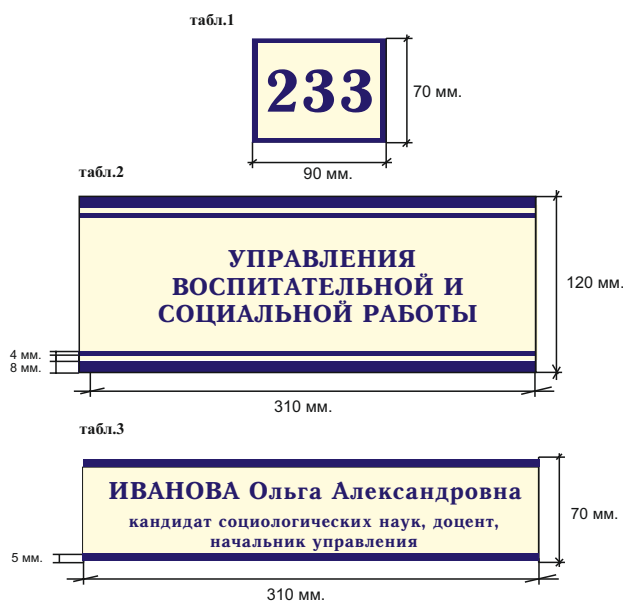 табл.1
233
70 мм.
90 мм.
табл.2
УПРАВЛЕНИЯ
ВОСПИТАТЕЛЬНОЙ И
СОЦИАЛЬНОЙ РАБОТЫ
120 мм.
4 мм.
8 мм.
310 мм.
табл.3
ИВАНОВА Ольга Александровна
кандидат социологических наук, доцент,
начальник управления
70 мм.
5 мм.
310 мм.